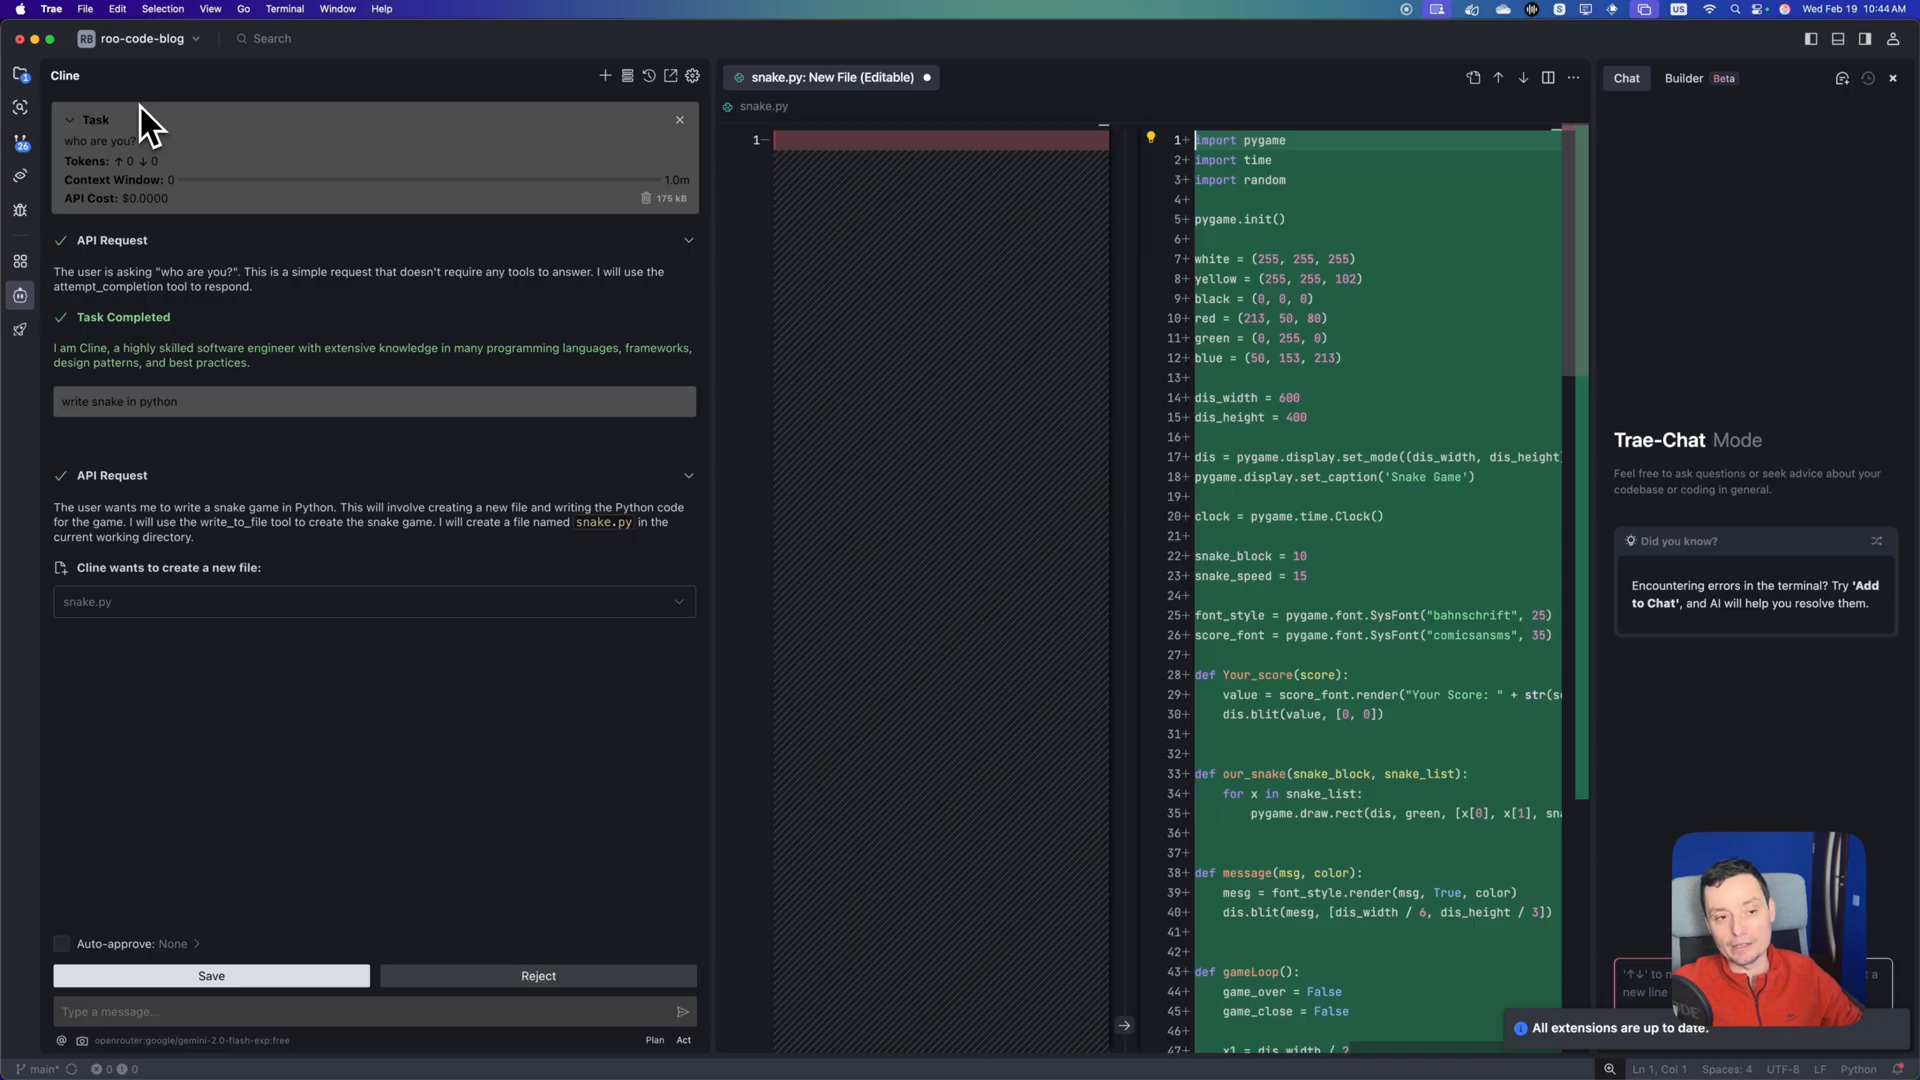 Trae File Edit Selection View Go Terminal Window Help
US Wed Feb 19 10:44 AM
RB roo-code-blog
Search
Cline
Task
who are you?
Tokens: ↑ 0 ↓ 0
Context Window: 0 1.0m
API Cost: $0.0000 175 kB
API Request
The user is asking "who are you?". This is a simple request that doesn't require any tools to answer. I will use the
attempt_completion tool to respond.
Task Completed
I am Cline, a highly skilled software engineer with extensive knowledge in many programming languages, frameworks,
design patterns, and best practices.
write snake in python
API Request
The user wants me to write a snake game in Python. This will involve creating a new file and writing the Python code
for the game. I will use the write_to_file tool to create the snake game. I will create a file named snake.py in the
current working directory.
Cline wants to create a new file:
snake.py
Auto-approve: None
Save Reject
Type a message...
@ openrouter:google/gemini-2.0-flash-exp:free Plan Act
1
26
snake.py: New File (Editable)
snake.py
1−
1+ import pygame
2+ import time
3+ import random
4+
5+ pygame.init()
6+
7+ white = (255, 255, 255)
8+ yellow = (255, 255, 102)
9+ black = (0, 0, 0)
10+ red = (213, 50, 80)
11+ green = (0, 255, 0)
12+ blue = (50, 153, 213)
13+
14+ dis_width = 600
15+ dis_height = 400
16+
17+ dis = pygame.display.set_mode((dis_width, dis_height
18+ pygame.display.set_caption('Snake Game')
19+
20+ clock = pygame.time.Clock()
21+
22+ snake_block = 10
23+ snake_speed = 15
24+
25+ font_style = pygame.font.SysFont("bahnschrift", 25)
26+ score_font = pygame.font.SysFont("comicsansms", 35)
27+
28+ def Your_score(score):
29+ value = score_font.render("Your Score: " + str(s
30+ dis.blit(value, [0, 0])
31+
32+
33+ def our_snake(snake_block, snake_list):
34+ for x in snake_list:
35+ pygame.draw.rect(dis, green, [x[0], x[1], sn
36+
37+
38+ def message(msg, color):
39+ mesg = font_style.render(msg, True, color)
40+ dis.blit(mesg, [dis_width / 6, dis_height / 3])
41+
42+
43+ def gameLoop():
44+ game_over = False
45+ game_close = False
46+
47+ x1 = dis_width / 2
Chat Builder Beta
Trae-Chat Mode
Feel free to ask questions or seek advice about your
codebase or coding in general.
Did you know?
Encountering errors in the terminal? Try 'Add
to Chat', and AI will help you resolve them.
'↑↓' to
new line
All extensions are up to date.
main* 0 0
Ln 1, Col 1 Spaces: 4 UTF-8 LF Python